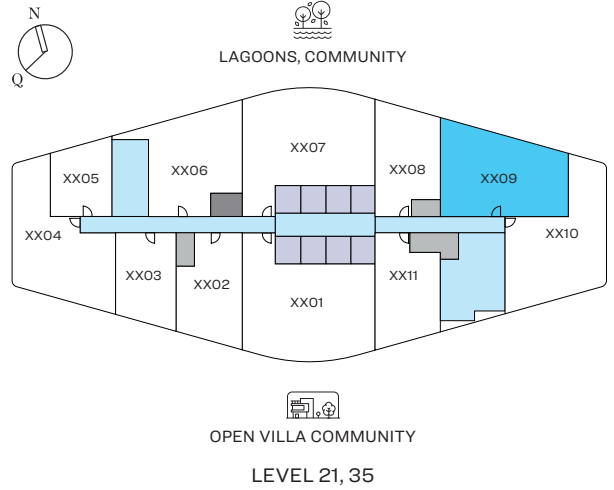 N
Q
LAGOONS, COMMUNITY
XX07
XX06
XX08
XX05
XX09
XX04
XX10
XX03
XX11
XX02
XX01
OPEN VILLA COMMUNITY
LEVEL 21, 35